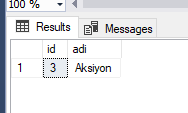 100 %
Results Messages
id adi
1 3 Aksiyon